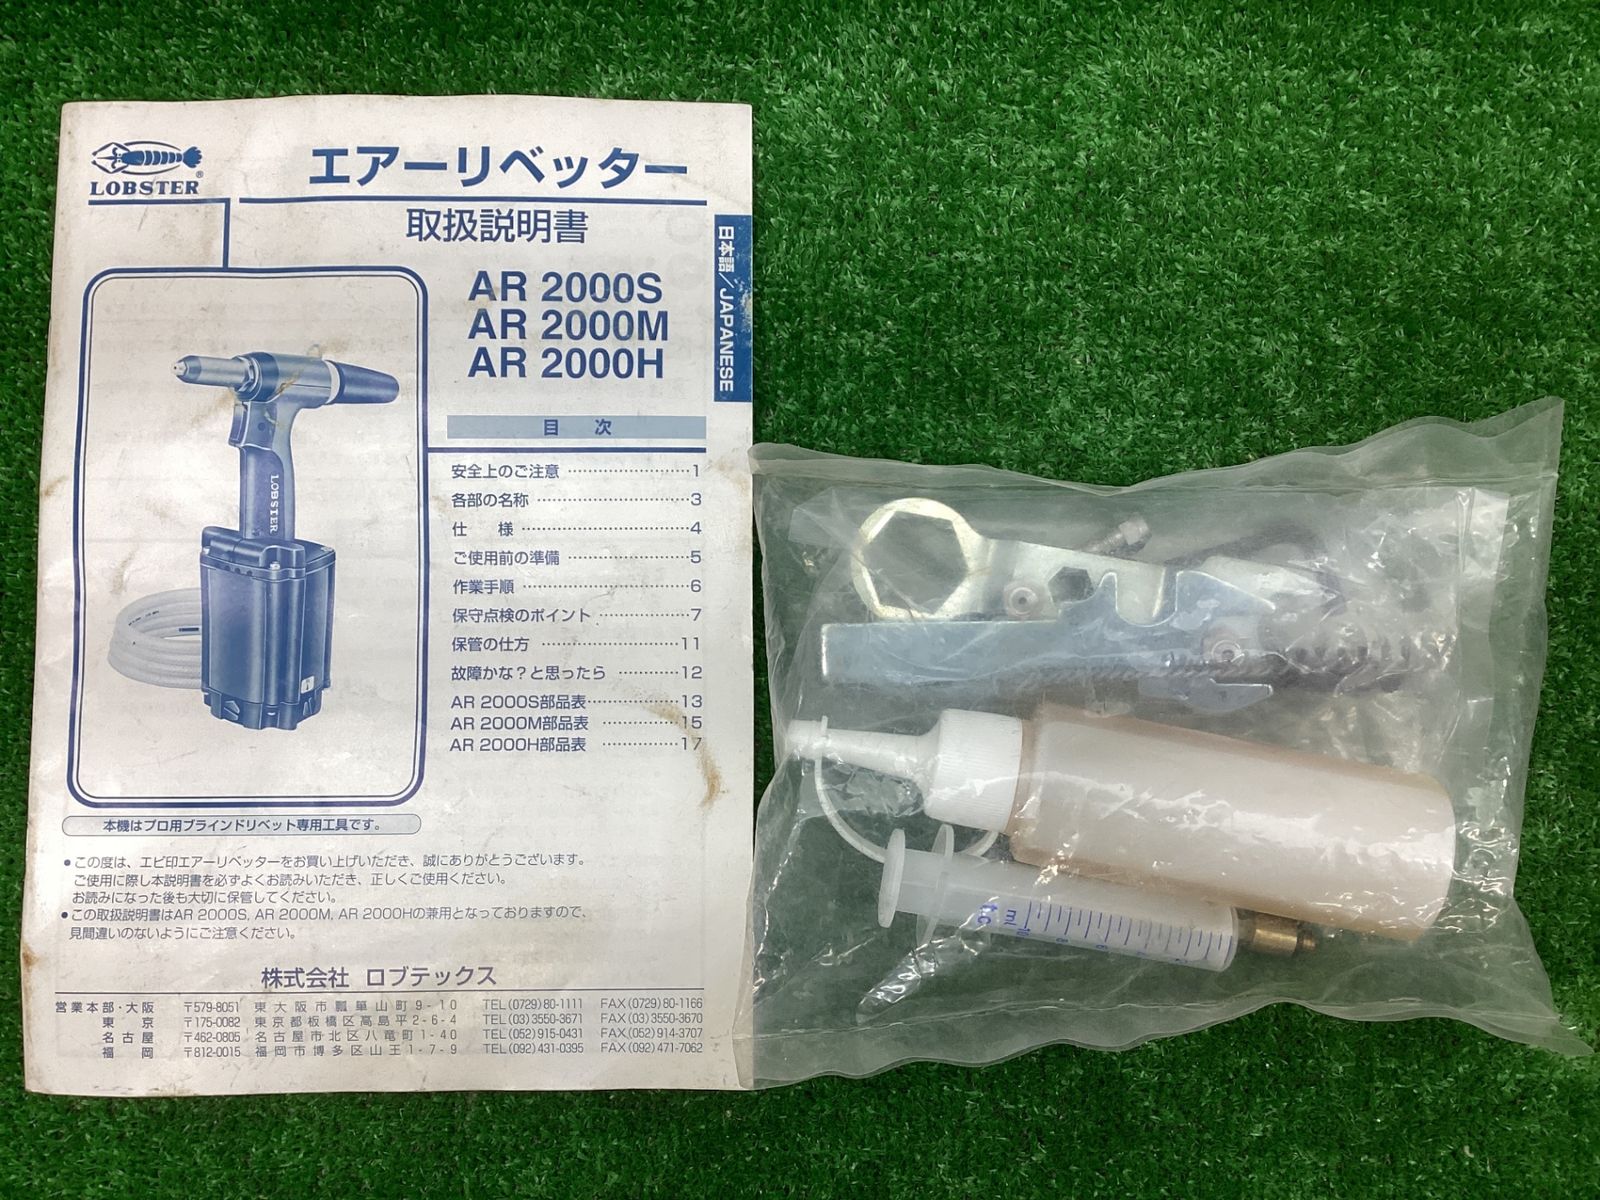 LOBSTER®
エアーリベッター
取扱説明書
日本語/JAPANESE
AR 2000S
AR 2000M
AR 2000H
LOBSTER
目 次
安全上のご注意 ……………………1
各部の名称 …………………………3
仕 様 ……………………………4
ご使用前の準備 ……………………5
作業手順 ……………………………6
保守点検のポイント ………………7
保管の仕方 ………………………11
故障かな?と思ったら …………12
AR 2000S部品表………………13
AR 2000M部品表 ……………15
AR 2000H部品表 ……………17
本機はプロ用ブラインドリベット専用工具です。
●この度は、エビ印エアーリベッターをお買い上げいただき、誠にありがとうございます。
ご使用に際し本説明書を必ずよくお読みいただき、正しくご使用ください。
お読みになった後も大切に保管してください。
●この取扱説明書はAR 2000S, AR 2000M, AR 2000Hの兼用となっておりますので、
見間違いのないようにご注意ください。
株式会社 ロブテックス
営業本部・大阪 〒579-8051 東大阪市瓢箪山町9-10 TEL(0729)80-1111 FAX(0729)80-1166
東京 〒175-0082 東京都板橋区高島平2-6-4 TEL(03)3550-3671 FAX(03)3550-3670
名古屋 〒462-0805 名古屋市北区八竜町1-40 TEL(052)915-0431 FAX(052)914-3707
福岡 〒812-0015 福岡市博多区山王1-7-9 TEL(092)431-0395 FAX(092)471-7062
ml 10 8 6 4 2